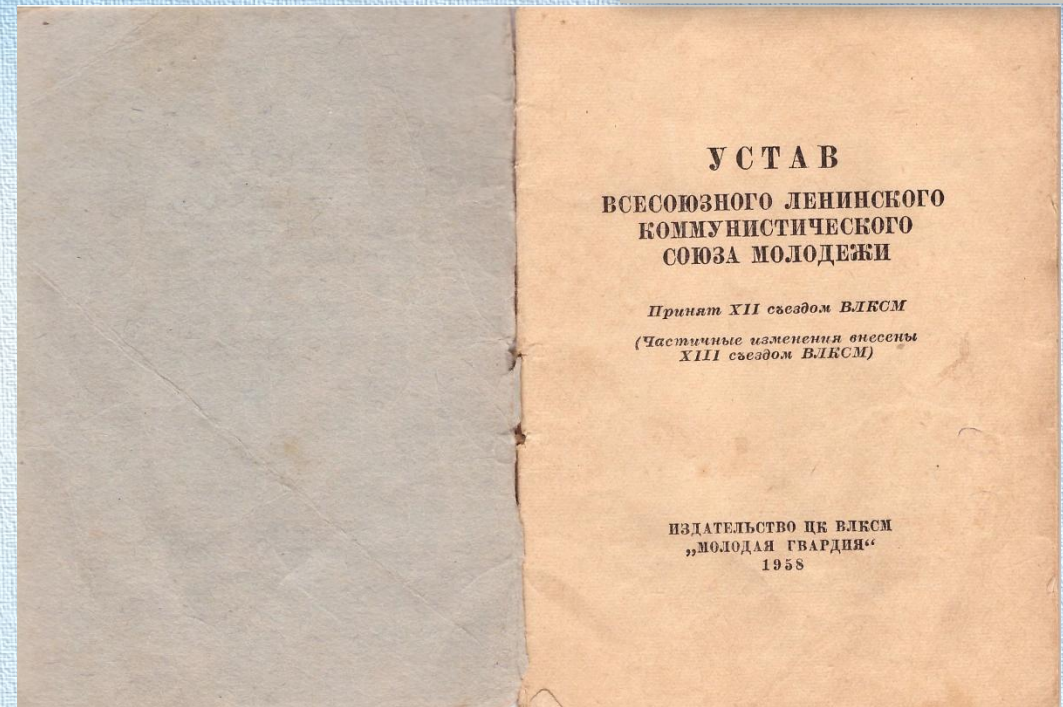 УСТАВ
ВСЕСОЮЗНОГО ЛЕНИНСКОГО
КОММУНИСТИЧЕСКОГО
СОЮЗА МОЛОДЕЖИ
Принят XII съездом ВЛКСМ
(Частичные изменения внесены
XIII съездом ВЛКСМ)
ИЗДАТЕЛЬСТВО ЦК ВЛКСМ
„МОЛОДАЯ ГВАРДИЯ“
1958